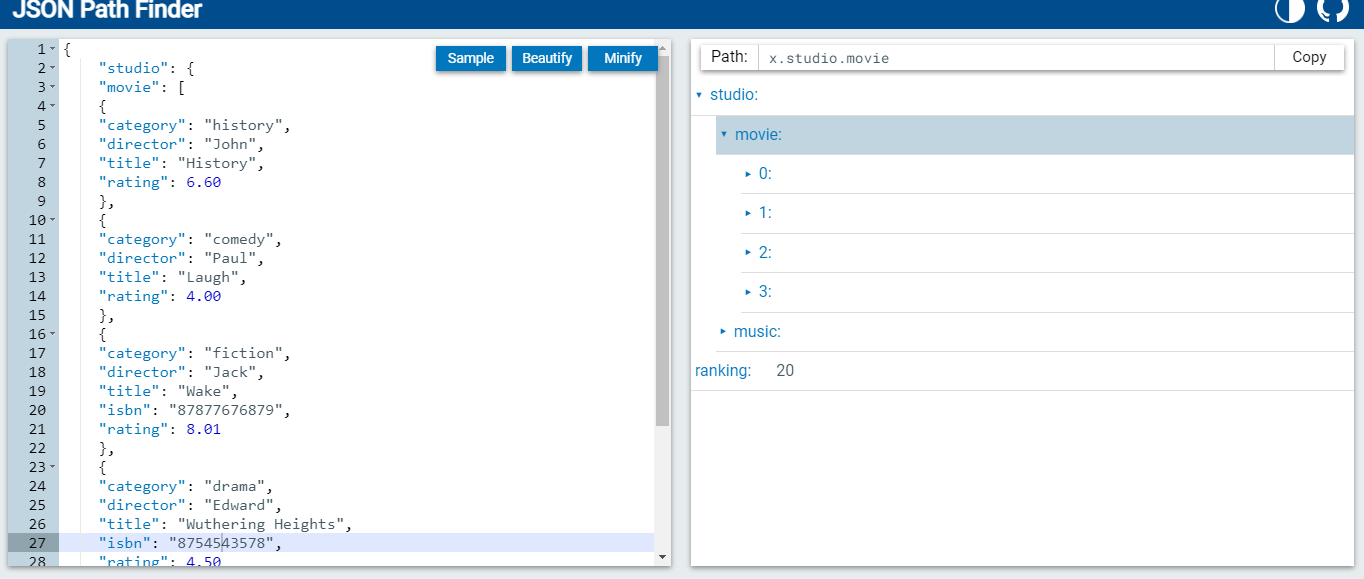 JSON Path Finder
Sample Beautify Minify
1 {
2 "studio": {
3 "movie": [
4 {
5 "category": "history",
6 "director": "John",
7 "title": "History",
8 "rating": 6.60
9 },
10 {
11 "category": "comedy",
12 "director": "Paul",
13 "title": "Laugh",
14 "rating": 4.00
15 },
16 {
17 "category": "fiction",
18 "director": "Jack",
19 "title": "Wake",
20 "isbn": "87877676879",
21 "rating": 8.01
22 },
23 {
24 "category": "drama",
25 "director": "Edward",
26 "title": "Wuthering Heights",
27 "isbn": "8754543578",
28 "rating": 4.50
Path: x.studio.movie Copy
studio:
movie:
0:
1:
2:
3:
music:
ranking: 20